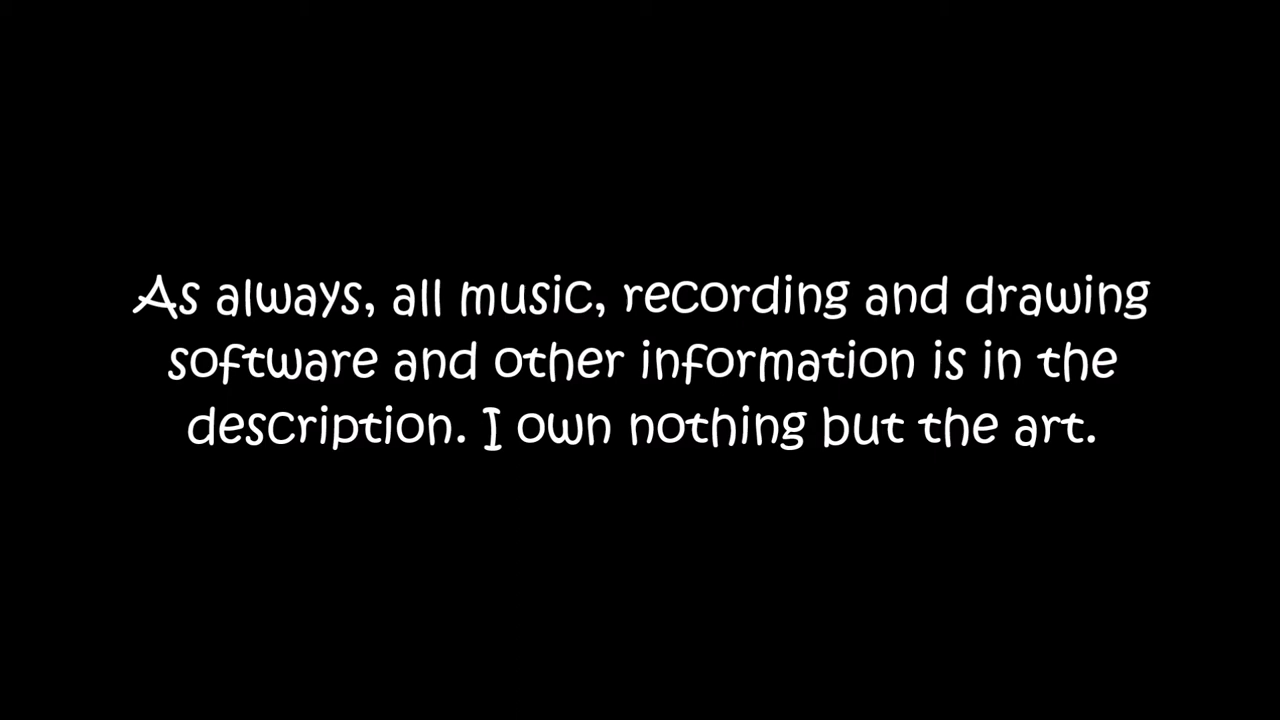 As always, all music, recording and drawing
software and other information is in the
description. I own nothing but the art.